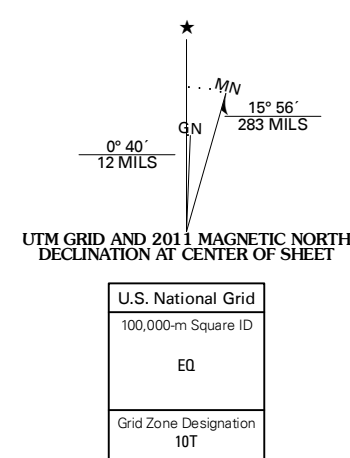 ★
MN
GN
15° 56´
283 MILS
0° 40´
12 MILS
UTM GRID AND 2011 MAGNETIC NORTH
DECLINATION AT CENTER OF SHEET
U.S. National Grid
100,000-m Square ID
EQ
Grid Zone Designation
10T